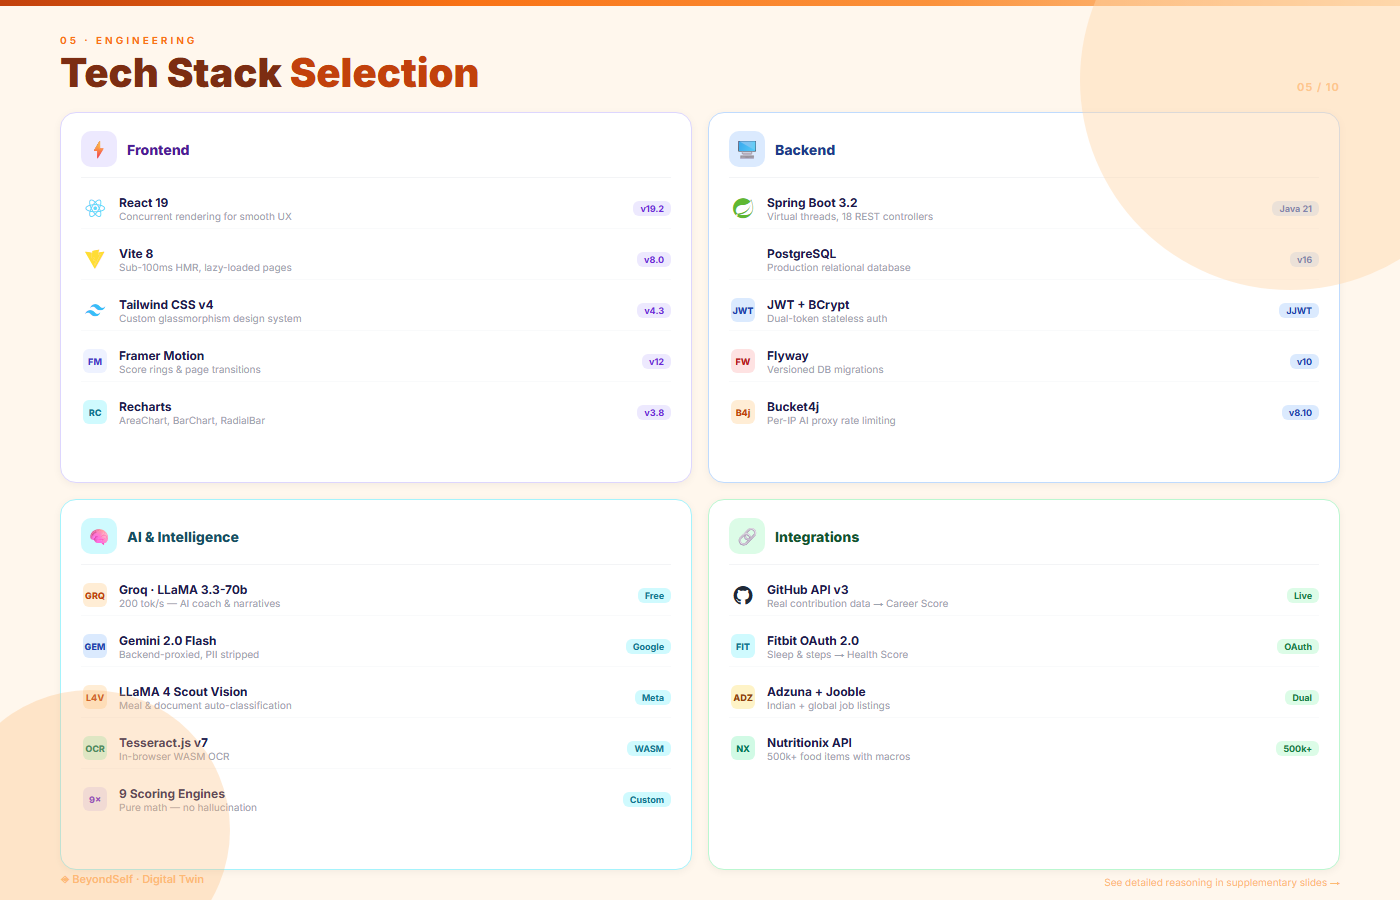 05 · ENGINEERING
Tech Stack Selection
05 / 10
Frontend
React 19
Concurrent rendering for smooth UX
v19.2
Vite 8
Sub-100ms HMR, lazy-loaded pages
v8.0
Tailwind CSS v4
Custom glassmorphism design system
v4.3
FM
Framer Motion
Score rings & page transitions
v12
RC
Recharts
AreaChart, BarChart, RadialBar
v3.8
Backend
Spring Boot 3.2
Virtual threads, 18 REST controllers
Java 21
PostgreSQL
Production relational database
v16
JWT
JWT + BCrypt
Dual-token stateless auth
JJWT
FW
Flyway
Versioned DB migrations
v10
B4j
Bucket4j
Per-IP AI proxy rate limiting
v8.10
AI & Intelligence
GRQ
Groq · LLaMA 3.3-70b
200 tok/s — AI coach & narratives
Free
GEM
Gemini 2.0 Flash
Backend-proxied, PII stripped
Google
L4V
LLaMA 4 Scout Vision
Meal & document auto-classification
Meta
OCR
Tesseract.js v7
In-browser WASM OCR
WASM
9×
9 Scoring Engines
Pure math — no hallucination
Custom
Integrations
GitHub API v3
Real contribution data → Career Score
Live
FIT
Fitbit OAuth 2.0
Sleep & steps → Health Score
OAuth
ADZ
Adzuna + Jooble
Indian + global job listings
Dual
NX
Nutritionix API
500k+ food items with macros
500k+
◈ BeyondSelf · Digital Twin
See detailed reasoning in supplementary slides →